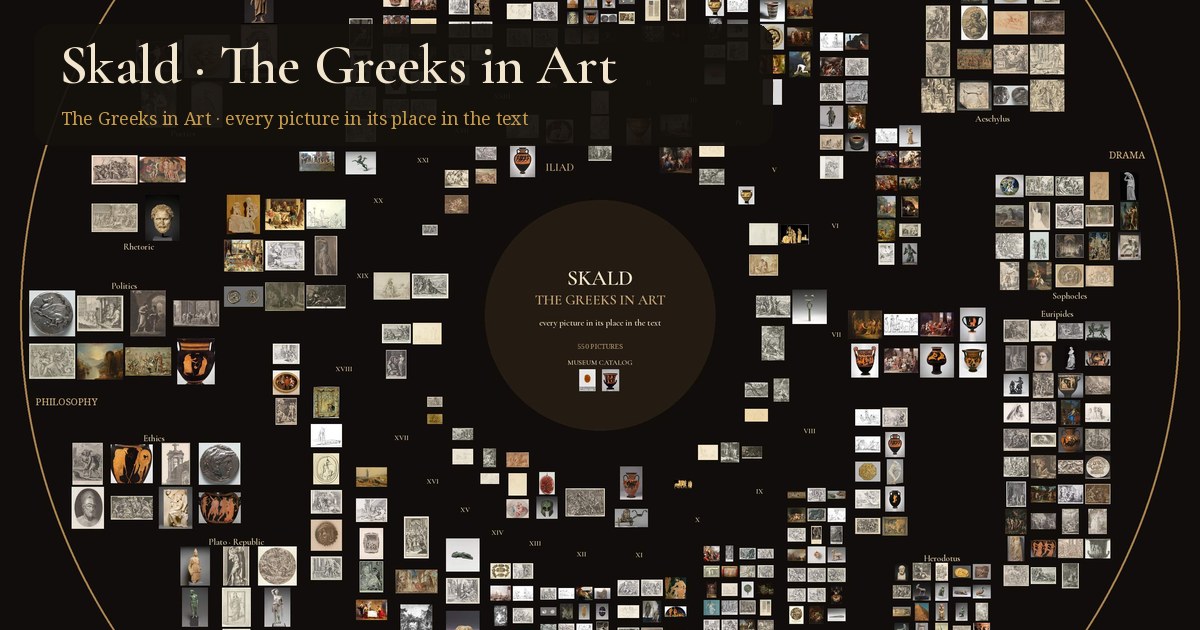 Skald · The Greeks in Art
The Greeks in Art · every picture in its place in the text
Aeschylus
DRAMA
XXI
ILIAD
V
XX
VI
Rhetoric
XIX
SKALD
THE GREEKS IN ART
every picture in its place in the text
550 PICTURES
MUSEUM CATALOG
Politics
Sophocles
Euripides
VII
XVIII
PHILOSOPHY
Ethics
XVII
VIII
XVI
IX
XV
X
XIV
XIII
XII
XI
Plato · Republic
Herodotus